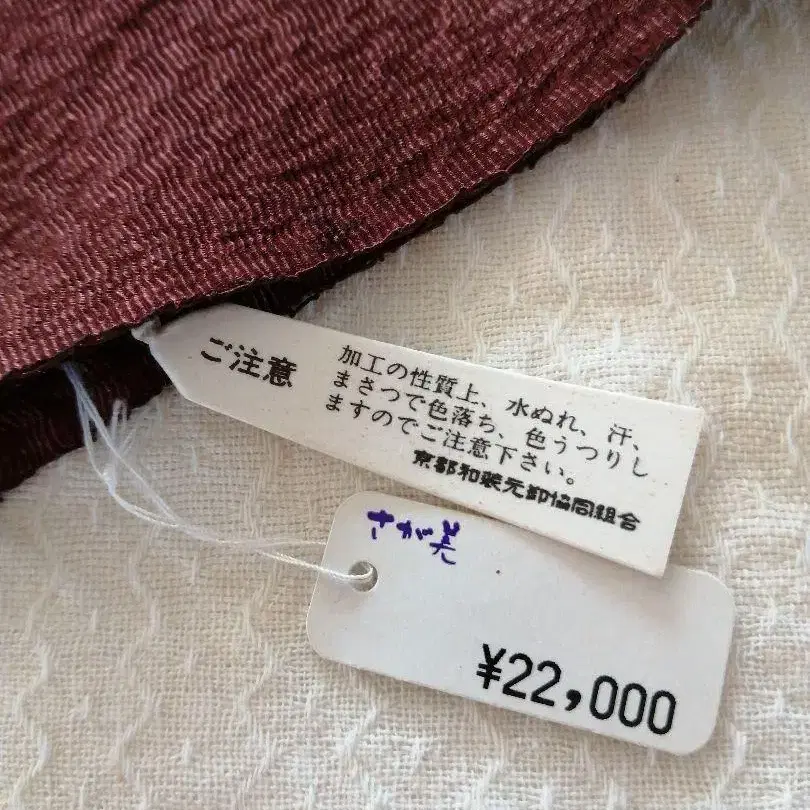 ご注意
加工の性質上、水ぬれ、汗、
まさつで色落ち、色うつりし
ますのでご注意下さい。
京都和装元卸協同組合
さが美
¥22,000